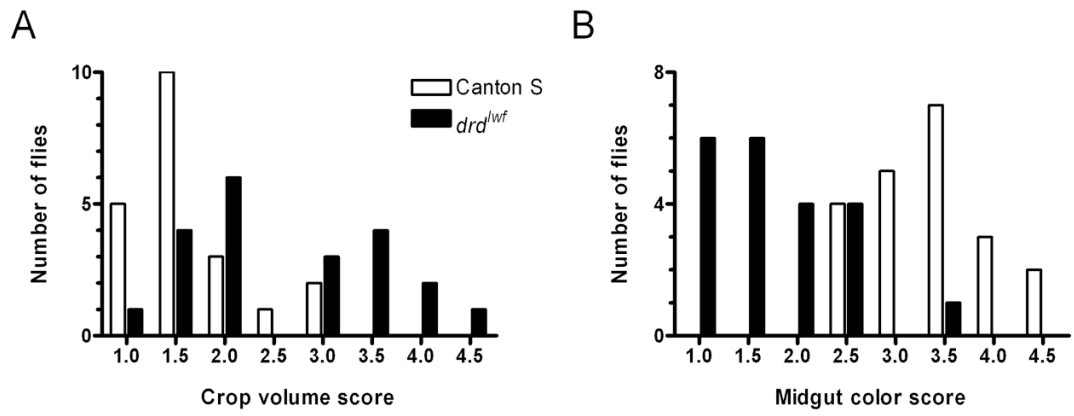 A
Number of flies
10
5
0
1.0 1.5 2.0 2.5 3.0 3.5 4.0 4.5
Crop volume score
Canton S
drd^lwf
B
Number of flies
8
4
0
1.0 1.5 2.0 2.5 3.0 3.5 4.0 4.5
Midgut color score